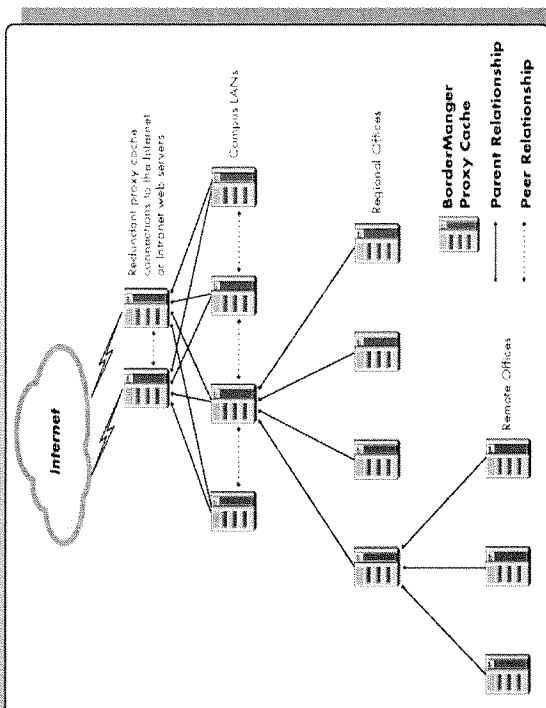 Internet
Redundant proxy cache
connections to the Internet
or Intranet web servers
Campus LANs
Regional Offices
Remote Offices
BorderManger
Proxy Cache
Parent Relationship
Peer Relationship